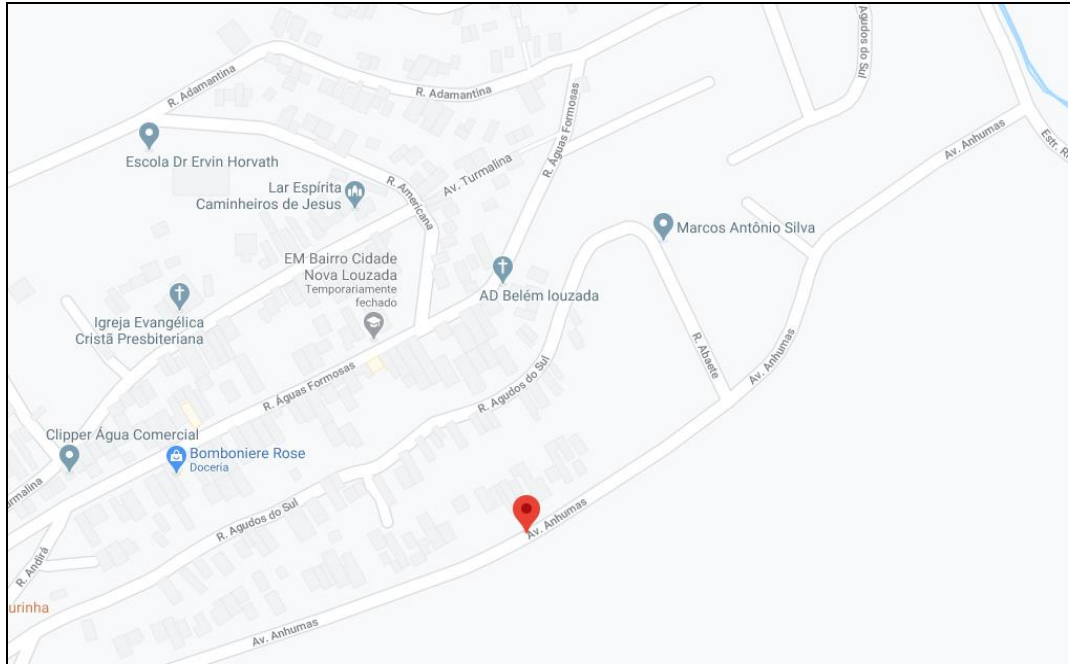 Agudos do Sul
R. Adamantina
R. Adamantina
R. Águas Formosas
Av. Anhumas
Estr. R
Escola Dr Ervin Horvath
Av. Turmalina
Lar Espírita
Caminheiros de Jesus
R. Americana
Marcos Antônio Silva
EM Bairro Cidade
Nova Louzada
Temporariamente
fechado
AD Belém louzada
Igreja Evangélica
Cristã Presbiteriana
R. Abaete
Av. Anhumas
R. Águas Formosas
R. Agudos do Sul
Clipper Água Comercial
Bomboniere Rose
Doceria
urmalina
R. Agudos do Sul
Av. Anhumas
R. Andirá
urinha
Av. Anhumas